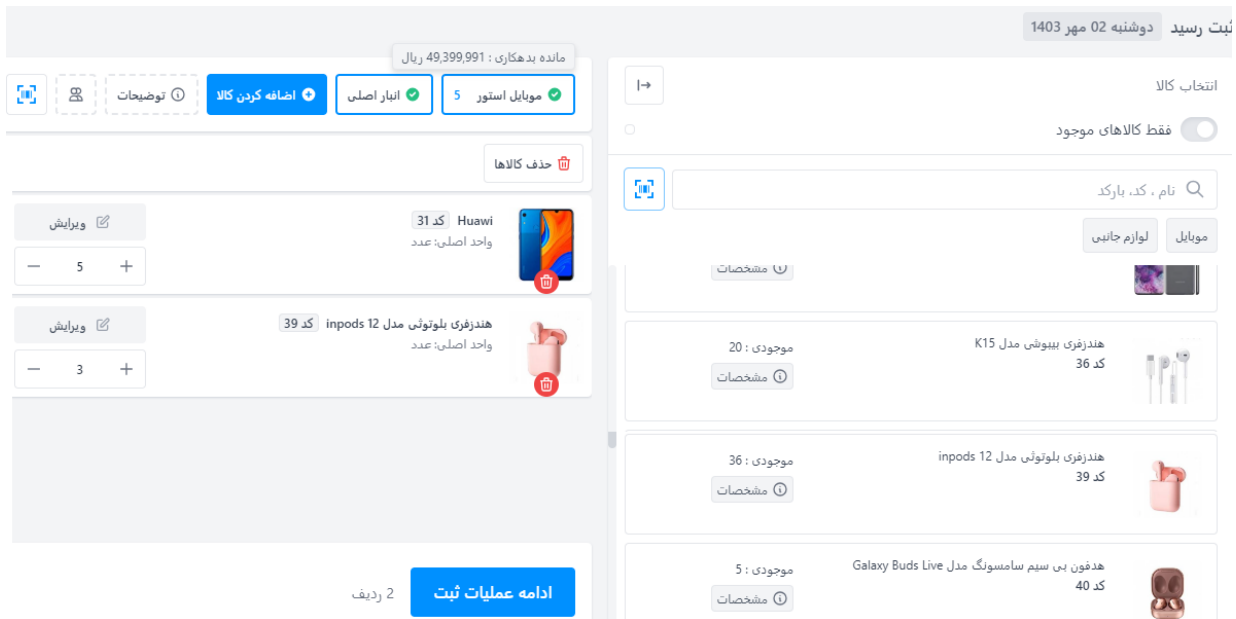 ثبت رسید دوشنبه 02 مهر 1403
انتخاب کالا
فقط کالاهای موجود
نام ، کد، بارکد
موبایل لوازم جانبی
مشخصات
هندزفری بیبوشی مدل K15
کد 36
موجودی : 20
مشخصات
هندزفری بلوتوثی مدل inpods 12
کد 39
موجودی : 36
مشخصات
هدفون بی سیم سامسونگ مدل Galaxy Buds Live
کد 40
موجودی : 5
مشخصات
مانده بدهکاری : 49,399,991 ریال
موبایل استور 5 انبار اصلی اضافه کردن کالا توضیحات
حذف کالاها
Huawi کد 31
واحد اصلی: عدد
ویرایش
+ 5 −
هندزفری بلوتوثی مدل inpods 12 کد 39
واحد اصلی: عدد
ویرایش
+ 3 −
ادامه عملیات ثبت 2 ردیف